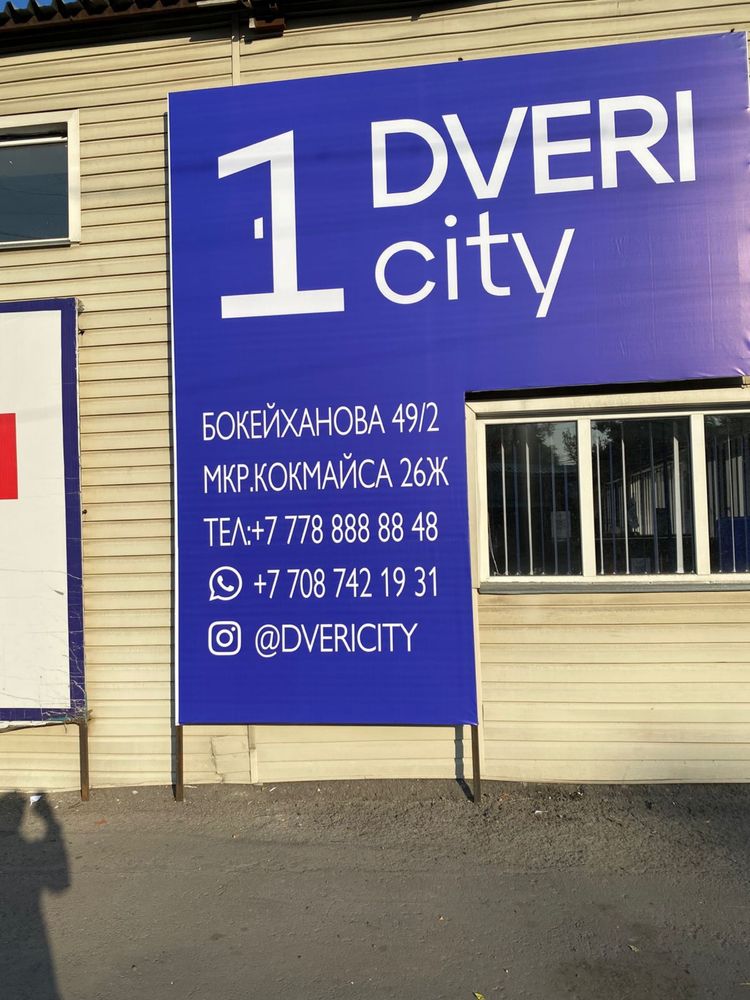 1 DVERI
city
БОКЕЙХАНОВА 49/2
МКР.КОКМАЙСА 26Ж
ТЕЛ:+7 778 888 88 48
+7 708 742 19 31
@DVERICITY